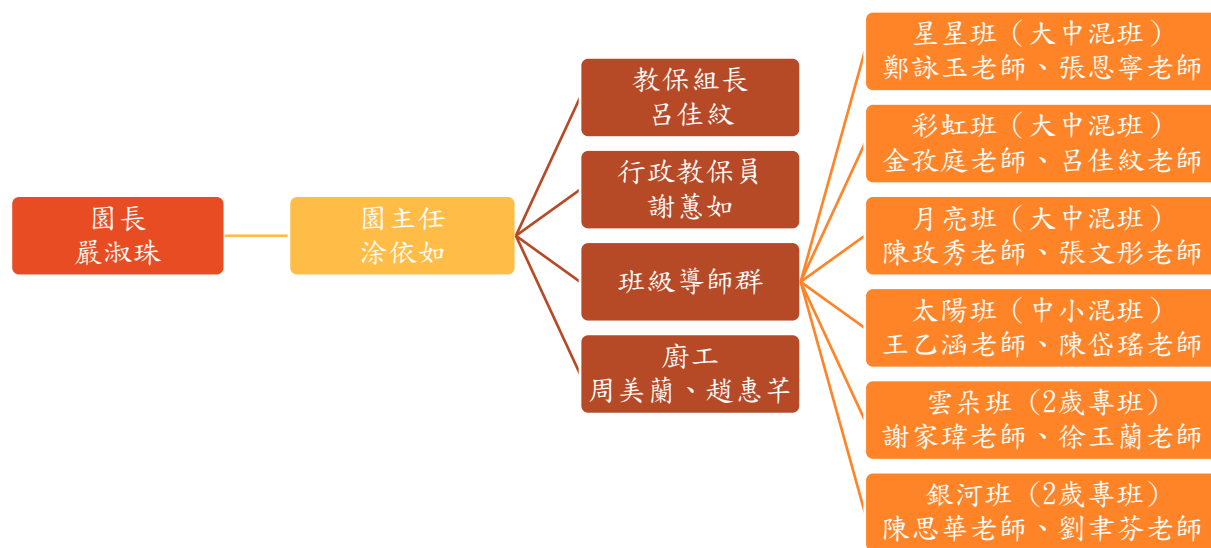 園長
嚴淑珠
園主任
涂依如
教保組長
呂佳紋
行政教保員
謝蕙如
班級導師群
廚工
周美蘭、趙惠芊
星星班（大中混班）
鄭詠玉老師、張恩寧老師
彩虹班（大中混班）
金孜庭老師、呂佳紋老師
月亮班（大中混班）
陳玫秀老師、張文彤老師
太陽班（中小混班）
王乙涵老師、陳岱瑤老師
雲朵班（2歲專班）
謝家瑋老師、徐玉蘭老師
銀河班（2歲專班）
陳思華老師、劉聿芬老師